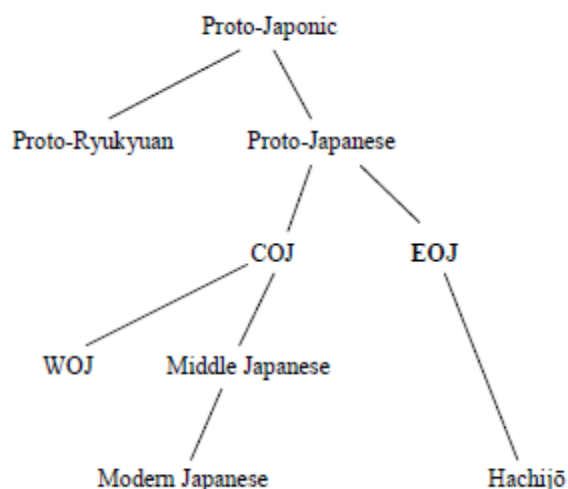 Proto-Japonic
Proto-Ryukyuan Proto-Japanese
COJ EOJ
WOJ Middle Japanese
Modern Japanese Hachijō